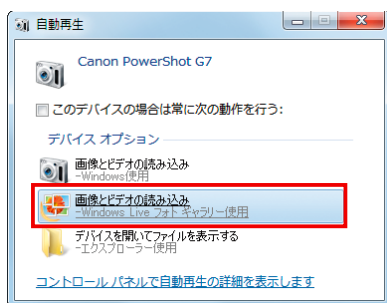 自動再生
Canon PowerShot G7
このデバイスの場合は常に次の動作を行う:
デバイス オプション
画像とビデオの読み込み
-Windows使用
画像とビデオの読み込み
-Windows Live フォト ギャラリー使用
デバイスを開いてファイルを表示する
-エクスプローラー使用
コントロール パネルで自動再生の詳細を表示します